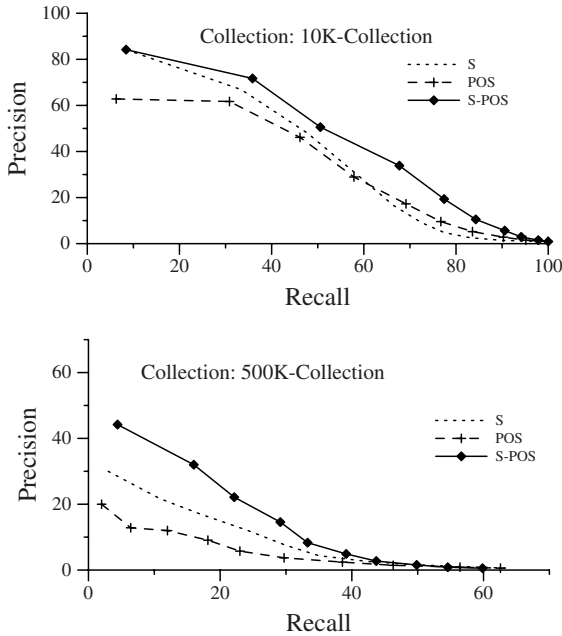 100
Collection: 10K-Collection
80
S
POS
S-POS
60
Precision
40
20
0
0 20 40 60 80 100
Recall
60
Collection: 500K-Collection
S
POS
S-POS
40
Precision
20
0
0 20 40 60
Recall